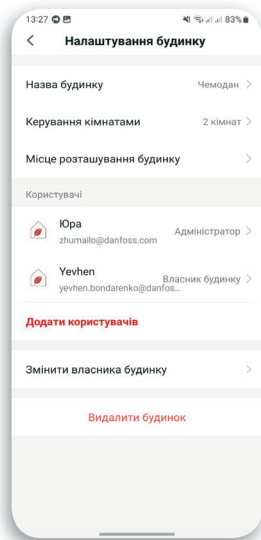 13:27 83%
Налаштування будинку
Назва будинку Чемодан
Керування кімнатами 2 кімнат
Місце розташування будинку
Користувачі
Юра Адміністратор
zhumailo@danfoss.com
Yevhen Власник будинку
yevhen.bondarenko@danfos...
Додати користувачів
Змінити власника будинку
Видалити будинок